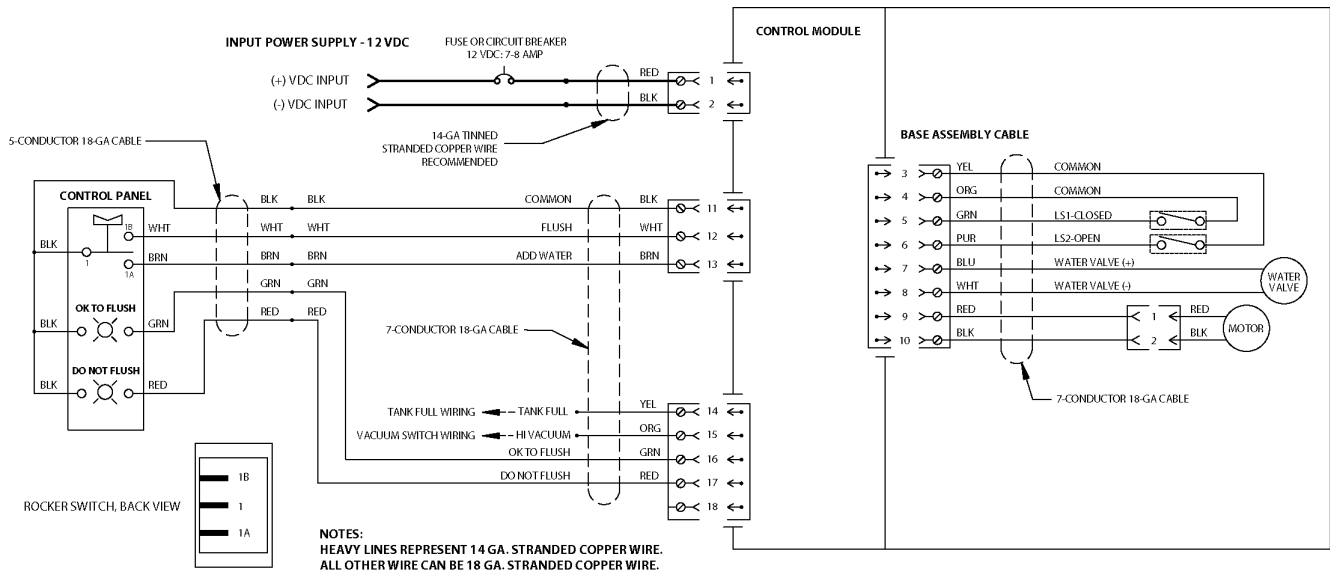 CONTROL MODULE
INPUT POWER SUPPLY - 12 VDC
FUSE OR CIRCUIT BREAKER
12 VDC: 7-8 AMP
(+) VDC INPUT
RED
1
(-) VDC INPUT
BLK
2
14-GA TINNED
STRANDED COPPER WIRE
RECOMMENDED
5-CONDUCTOR 18-GA CABLE
CONTROL PANEL
BLK
BLK
COMMON
BLK
11
1B
WHT
WHT
WHT
FLUSH
WHT
12
BLK
1
1A
BRN
BRN
BRN
ADD WATER
BRN
13
GRN
GRN
OK TO FLUSH
BLK
GRN
RED
RED
7-CONDUCTOR 18-GA CABLE
DO NOT FLUSH
BLK
RED
TANK FULL WIRING
TANK FULL
YEL
14
VACUUM SWITCH WIRING
HI VACUUM
ORG
15
OK TO FLUSH
GRN
16
DO NOT FLUSH
RED
17
18
BASE ASSEMBLY CABLE
3
YEL
COMMON
4
ORG
COMMON
5
GRN
LS1-CLOSED
6
PUR
LS2-OPEN
7
BLU
WATER VALVE (+)
8
WHT
WATER VALVE (-)
WATER
VALVE
9
RED
1
RED
10
BLK
2
BLK
MOTOR
7-CONDUCTOR 18-GA CABLE
ROCKER SWITCH, BACK VIEW
1B
1
1A
NOTES:
HEAVY LINES REPRESENT 14 GA. STRANDED COPPER WIRE.
ALL OTHER WIRE CAN BE 18 GA. STRANDED COPPER WIRE.